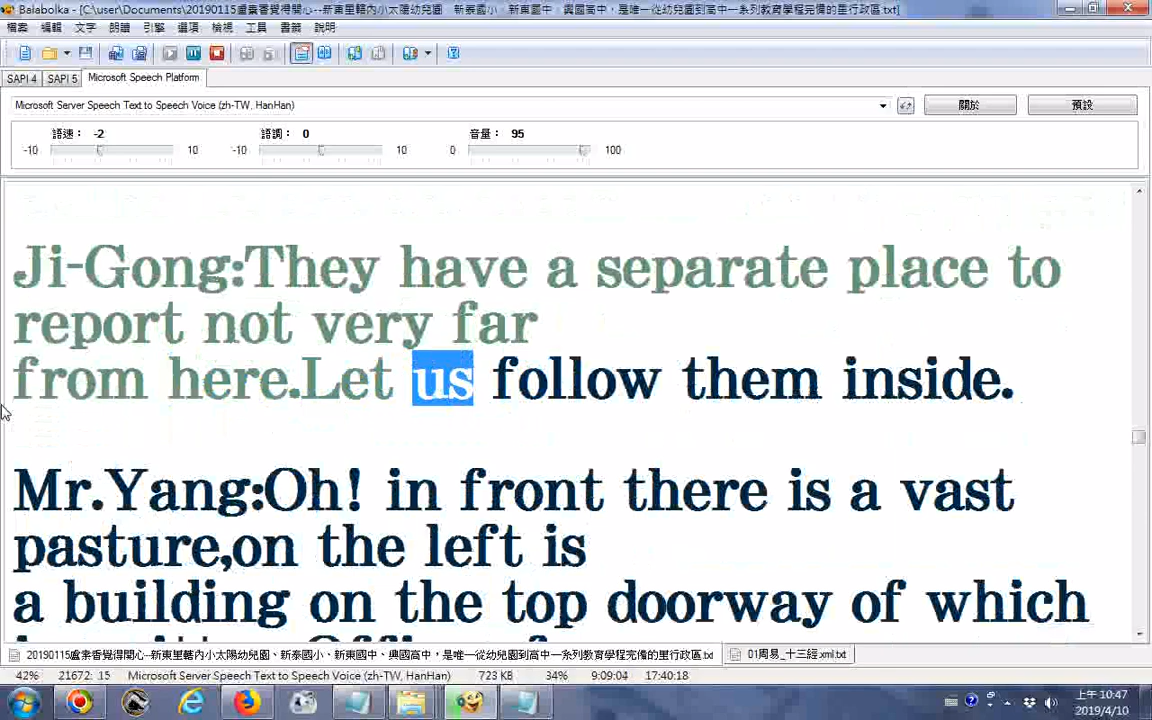 Balabolka - [C:\user\Documents\20190115盧素香覺得開心--新東里轄內小太陽幼兒園、新泰國小、新東國中、興國高中，是唯一從幼兒園到高中一系列教育學程完備的里行政區.txt]
檔案 編輯 文字 朗讀 引擎 選項 檢視 工具 書籤 說明
SAPI 4 SAPI 5 Microsoft Speech Platform
Microsoft Server Speech Text to Speech Voice (zh-TW, HanHan) 關於 預設
語速： -2 語調： 0 音量： 95
-10 10 -10 10 0 100
Ji-Gong:They have a separate place to
report not very far
from here.Let us follow them inside.
Mr.Yang:Oh! in front there is a vast
pasture,on the left is
a building on the top doorway of which
20190115盧素香覺得開心--新東里轄內小太陽幼兒園、新泰國小、新東國中、興國高中，是唯一從幼兒園到高中一系列教育學程完備的里行政區.txt 01周易_十三經.xml.txt
42% 21672: 15 Microsoft Server Speech Text to Speech Voice (zh-TW, HanHan) 723 KB 34% 9:09:04 17:40:18
上午 10:47
2019/4/10